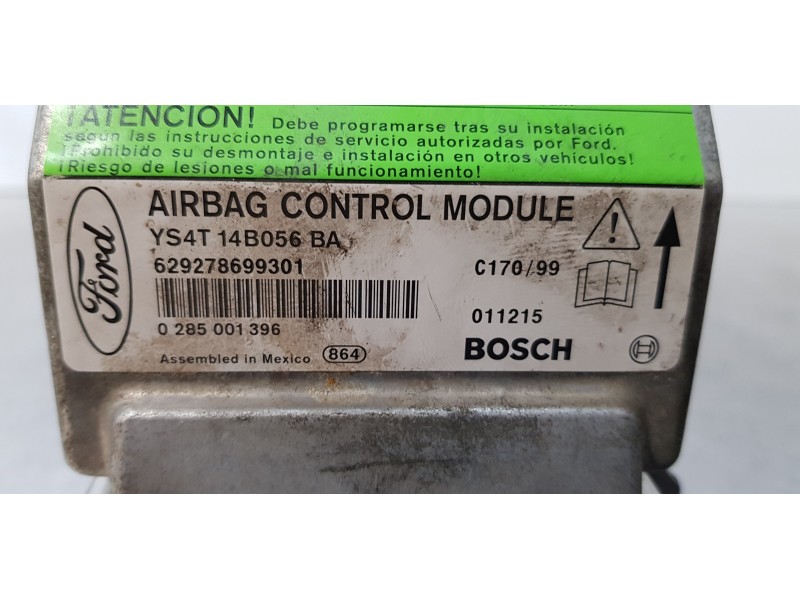 ¡ATENCION! Debe programarse tras su instalación
según las instrucciones de servicio autorizadas por Ford.
¡Prohibido su desmontaje e instalación en otros vehículos!
¡Riesgo de lesiones o mal funcionamiento!
Ford
AIRBAG CONTROL MODULE
YS4T 14B056 BA
629278699301
C170/99
0 285 001 396
011215
Assembled in Mexico
864
BOSCH